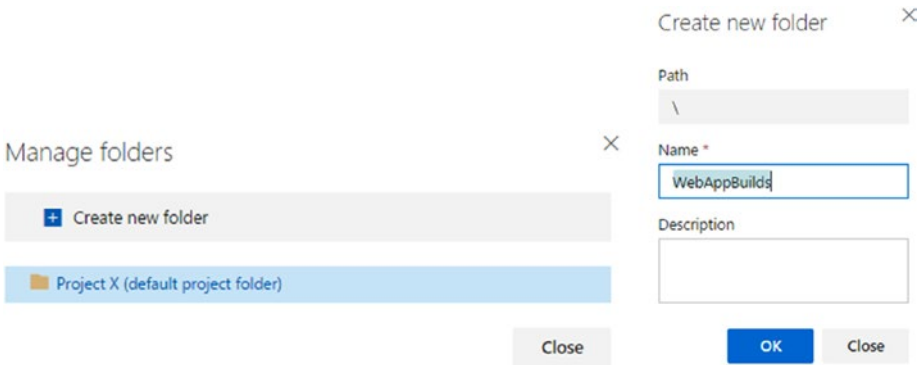 Manage folders
Create new folder
Project X (default project folder)
Close
Create new folder
Path
\
Name *
WebAppBuilds
Description
OK
Close